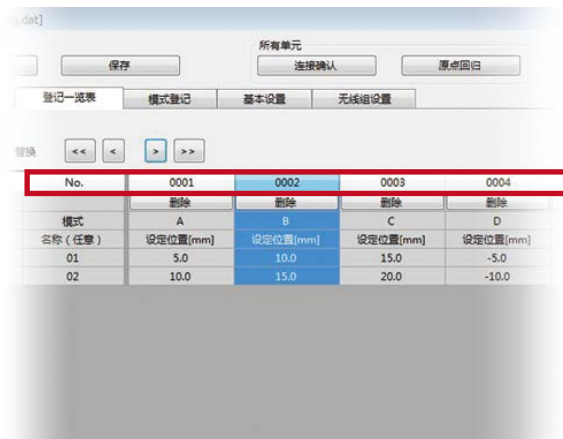 g.dat]
所有单元
保存 连接确认 原点回归
登记一览表 模式登记 基本设置 无线组设置
替换 << < > >>
No. 0001 0002 0003 0004
删除 删除 删除 删除
模式 A B C D
名称(任意) 设定位置[mm] 设定位置[mm] 设定位置[mm] 设定位置[mm]
01 5.0 10.0 15.0 -5.0
02 10.0 15.0 20.0 -10.0